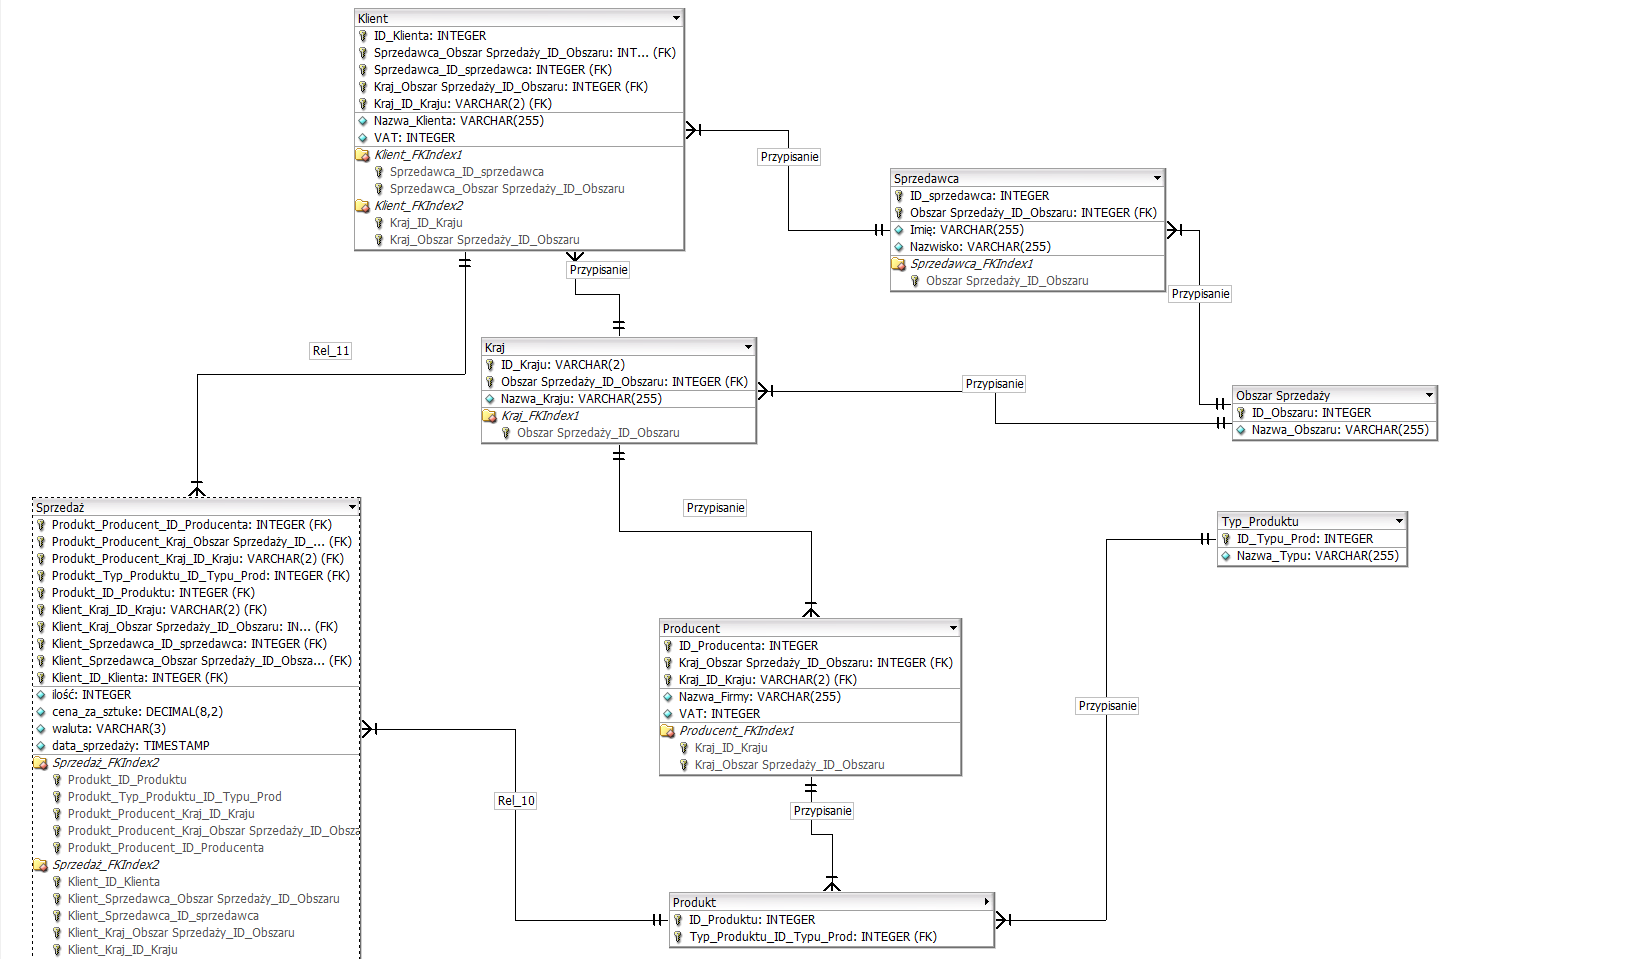 Klient
ID_Klienta: INTEGER
Sprzedawca_Obszar Sprzedaży_ID_Obszaru: INT... (FK)
Sprzedawca_ID_sprzedawca: INTEGER (FK)
Kraj_Obszar Sprzedaży_ID_Obszaru: INTEGER (FK)
Kraj_ID_Kraju: VARCHAR(2) (FK)
Nazwa_Klienta: VARCHAR(255)
VAT: INTEGER
Klient_FKIndex1
Sprzedawca_ID_sprzedawca
Sprzedawca_Obszar Sprzedaży_ID_Obszaru
Klient_FKIndex2
Kraj_ID_Kraju
Kraj_Obszar Sprzedaży_ID_Obszaru
Przypisanie
Sprzedawca
ID_sprzedawca: INTEGER
Obszar Sprzedaży_ID_Obszaru: INTEGER (FK)
Imię: VARCHAR(255)
Nazwisko: VARCHAR(255)
Sprzedawca_FKIndex1
Obszar Sprzedaży_ID_Obszaru
Przypisanie
Przypisanie
Rel_11
Kraj
ID_Kraju: VARCHAR(2)
Obszar Sprzedaży_ID_Obszaru: INTEGER (FK)
Nazwa_Kraju: VARCHAR(255)
Kraj_FKIndex1
Obszar Sprzedaży_ID_Obszaru
Przypisanie
Obszar Sprzedaży
ID_Obszaru: INTEGER
Nazwa_Obszaru: VARCHAR(255)
Sprzedaż
Produkt_Producent_ID_Producenta: INTEGER (FK)
Produkt_Producent_Kraj_Obszar Sprzedaży_ID_... (FK)
Produkt_Producent_Kraj_ID_Kraju: VARCHAR(2) (FK)
Produkt_Typ_Produktu_ID_Typu_Prod: INTEGER (FK)
Produkt_ID_Produktu: INTEGER (FK)
Klient_Kraj_ID_Kraju: VARCHAR(2) (FK)
Klient_Kraj_Obszar Sprzedaży_ID_Obszaru: IN... (FK)
Klient_Sprzedawca_ID_sprzedawca: INTEGER (FK)
Klient_Sprzedawca_Obszar Sprzedaży_ID_Obsza... (FK)
Klient_ID_Klienta: INTEGER (FK)
ilość: INTEGER
cena_za_sztuke: DECIMAL(8,2)
waluta: VARCHAR(3)
data_sprzedaży: TIMESTAMP
Sprzedaż_FKIndex2
Produkt_ID_Produktu
Produkt_Typ_Produktu_ID_Typu_Prod
Produkt_Producent_Kraj_ID_Kraju
Produkt_Producent_Kraj_Obszar Sprzedaży_ID_Obsza
Produkt_Producent_ID_Producenta
Sprzedaż_FKIndex2
Klient_ID_Klienta
Klient_Sprzedawca_Obszar Sprzedaży_ID_Obszaru
Klient_Sprzedawca_ID_sprzedawca
Klient_Kraj_Obszar Sprzedaży_ID_Obszaru
Klient_Kraj_ID_Kraju
Przypisanie
Typ_Produktu
ID_Typu_Prod: INTEGER
Nazwa_Typu: VARCHAR(255)
Producent
ID_Producenta: INTEGER
Kraj_Obszar Sprzedaży_ID_Obszaru: INTEGER (FK)
Kraj_ID_Kraju: VARCHAR(2) (FK)
Nazwa_Firmy: VARCHAR(255)
VAT: INTEGER
Producent_FKIndex1
Kraj_ID_Kraju
Kraj_Obszar Sprzedaży_ID_Obszaru
Przypisanie
Rel_10
Przypisanie
Produkt
ID_Produktu: INTEGER
Typ_Produktu_ID_Typu_Prod: INTEGER (FK)